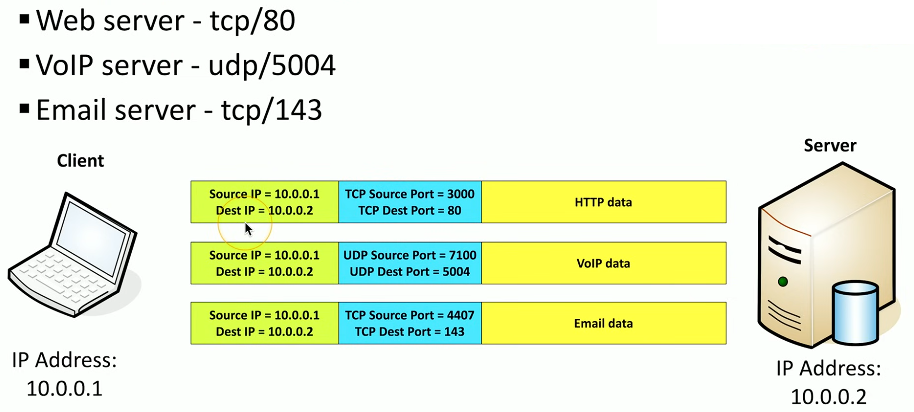 ▪ Web server - tcp/80
▪ VoIP server - udp/5004
▪ Email server - tcp/143
Client
Server
Source IP = 10.0.0.1
Dest IP = 10.0.0.2
TCP Source Port = 3000
TCP Dest Port = 80
HTTP data
Source IP = 10.0.0.1
Dest IP = 10.0.0.2
UDP Source Port = 7100
UDP Dest Port = 5004
VoIP data
Source IP = 10.0.0.1
Dest IP = 10.0.0.2
TCP Source Port = 4407
TCP Dest Port = 143
Email data
IP Address:
10.0.0.1
IP Address:
10.0.0.2